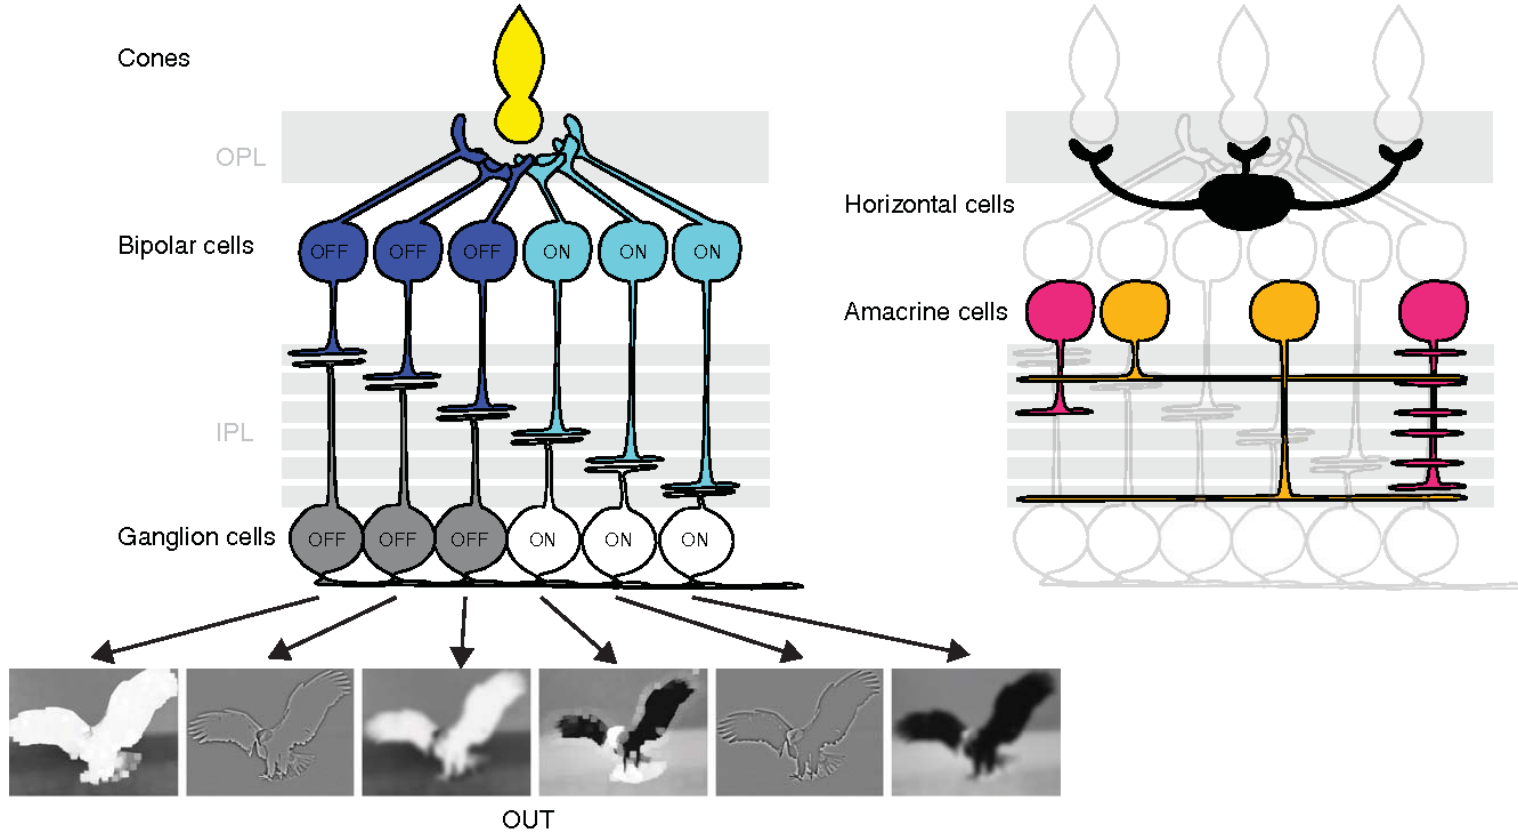 Cones
OPL
Horizontal cells
Bipolar cells
OFF OFF OFF ON ON ON
Amacrine cells
IPL
Ganglion cells
OFF OFF OFF ON ON ON
OUT